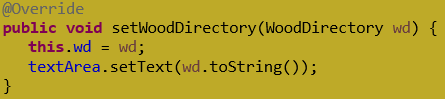 @Override
public void setWoodDirectory(WoodDirectory wd) {
this.wd = wd;
textArea.setText(wd.toString());
}